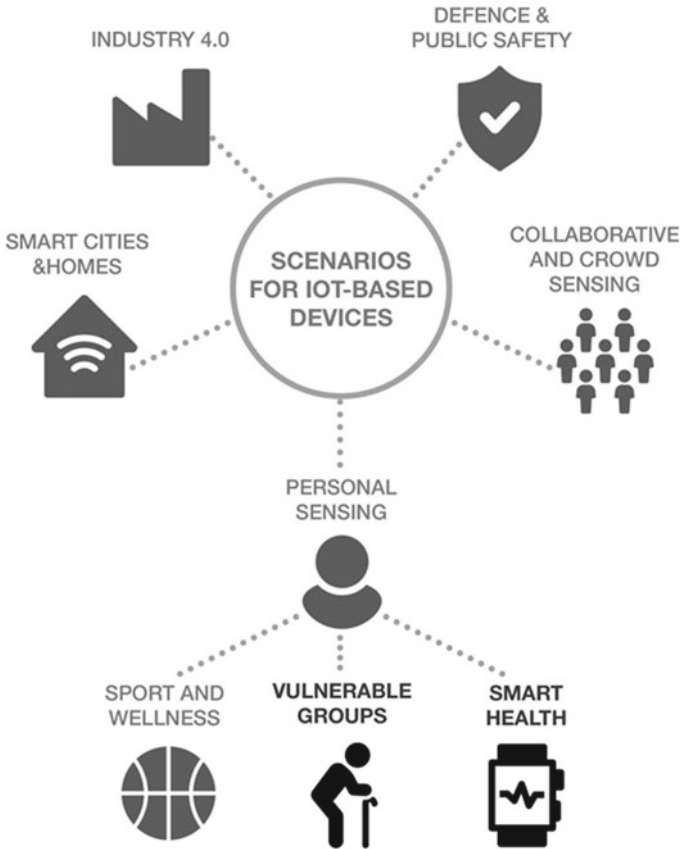 INDUSTRY 4.0
DEFENCE &
PUBLIC SAFETY
SMART CITIES
&HOMES
SCENARIOS
FOR IOT-BASED
DEVICES
COLLABORATIVE
AND CROWD
SENSING
PERSONAL
SENSING
SPORT AND
WELLNESS
VULNERABLE
GROUPS
SMART
HEALTH